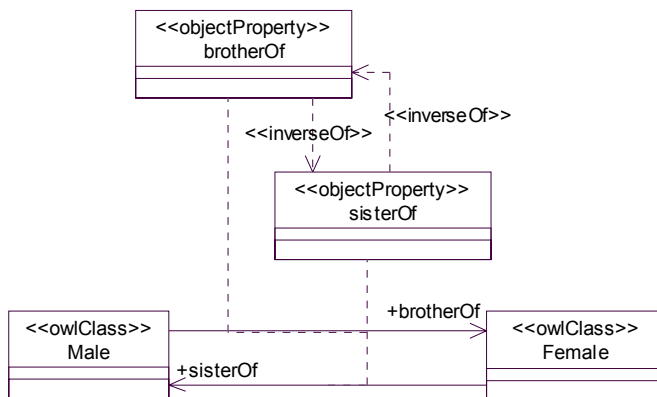 <<objectProperty>>
brotherOf
<<inverseOf>>
<<inverseOf>>
<<objectProperty>>
sisterOf
<<owlClass>>
Male
+brotherOf
+sisterOf
<<owlClass>>
Female